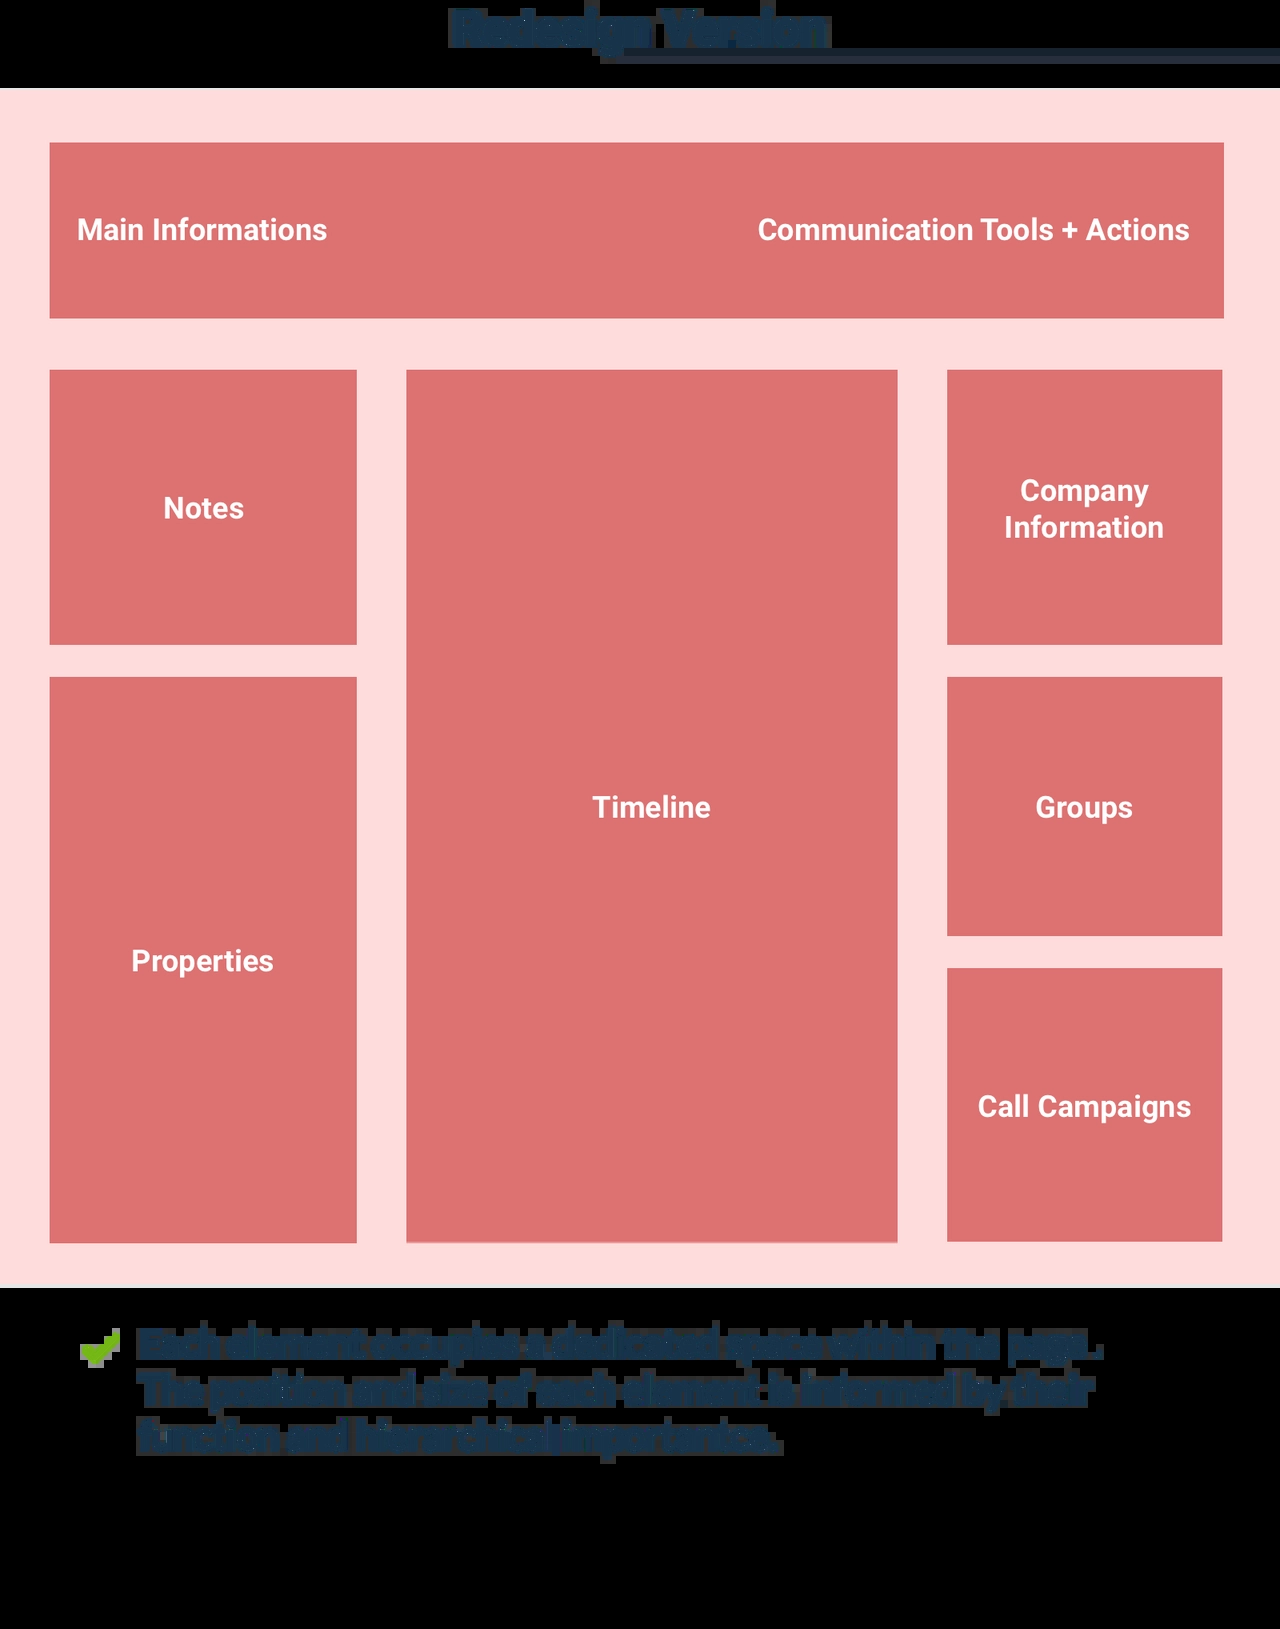 Redesign Version
Main Informations
Communication Tools + Actions
Notes
Company
Information
Timeline
Groups
Properties
Call Campaigns
Each element occupies a dedicated space within the page.
The position and size of each element is informed by their
function and hierarchical importance.